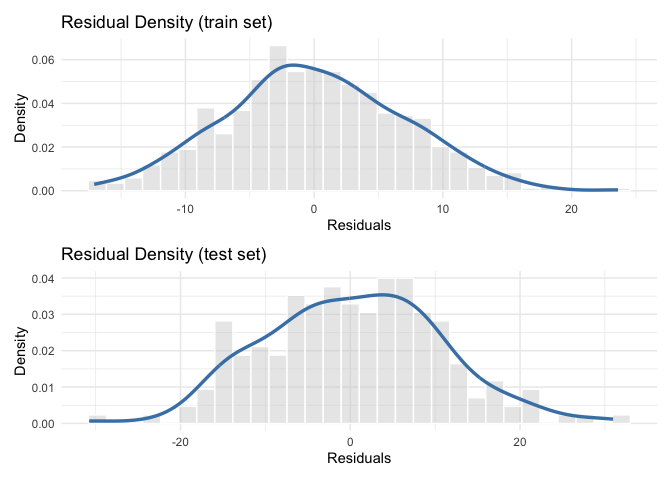 Residual Density (train set)
0.06
0.04
0.02
0.00
Density
-10 0 10 20
Residuals
Residual Density (test set)
0.04
0.03
0.02
0.01
0.00
Density
-20 0 20
Residuals